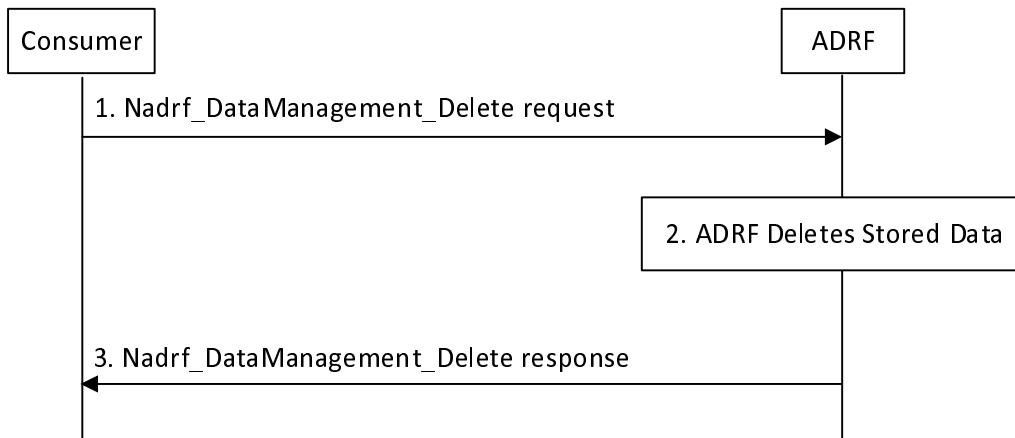 Consumer
ADRF
1. Nadrf_DataManagement_Delete request
2. ADRF Deletes Stored Data
3. Nadrf_DataManagement_Delete response